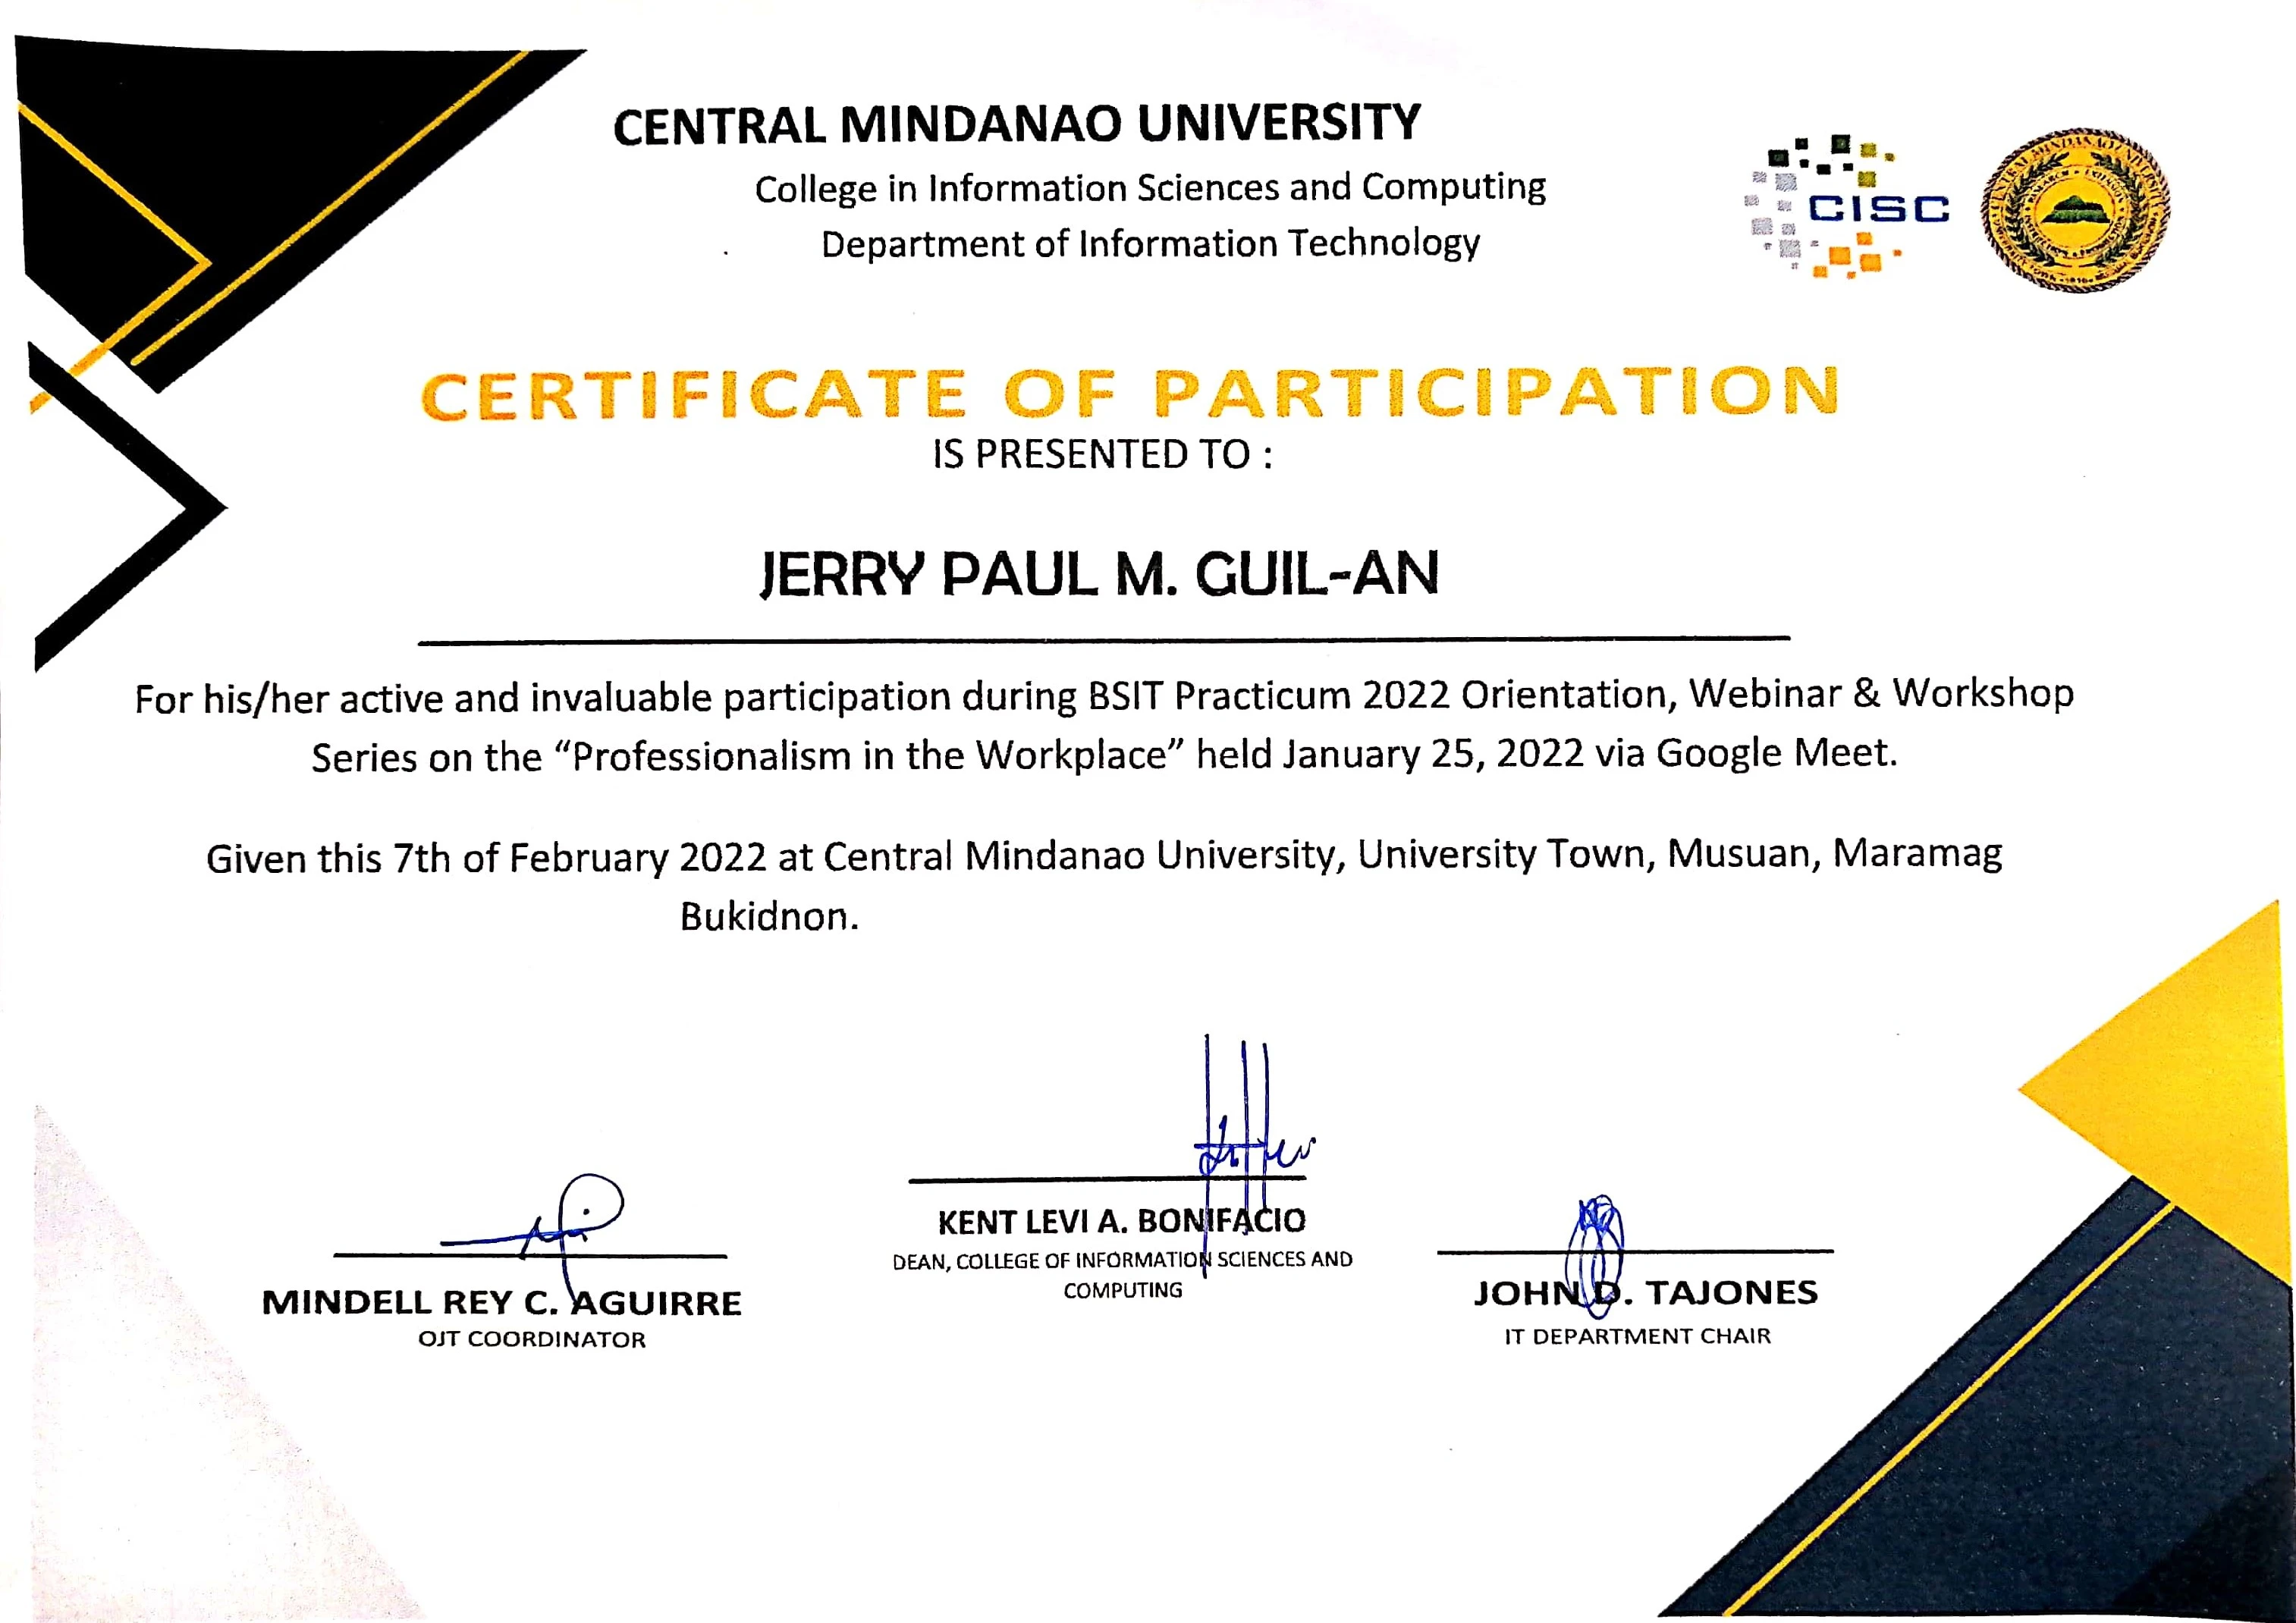 CENTRAL MINDANAO UNIVERSITY
College in Information Sciences and Computing
Department of Information Technology
CISC
CERTIFICATE OF PARTICIPATION
IS PRESENTED TO :
JERRY PAUL M. GUIL-AN
For his/her active and invaluable participation during BSIT Practicum 2022 Orientation, Webinar & Workshop
Series on the “Professionalism in the Workplace” held January 25, 2022 via Google Meet.
Given this 7th of February 2022 at Central Mindanao University, University Town, Musuan, Maramag
Bukidnon.
MINDELL REY C. AGUIRRE
OJT COORDINATOR
KENT LEVI A. BONIFACIO
DEAN, COLLEGE OF INFORMATION SCIENCES AND
COMPUTING
JOHN D. TAJONES
IT DEPARTMENT CHAIR